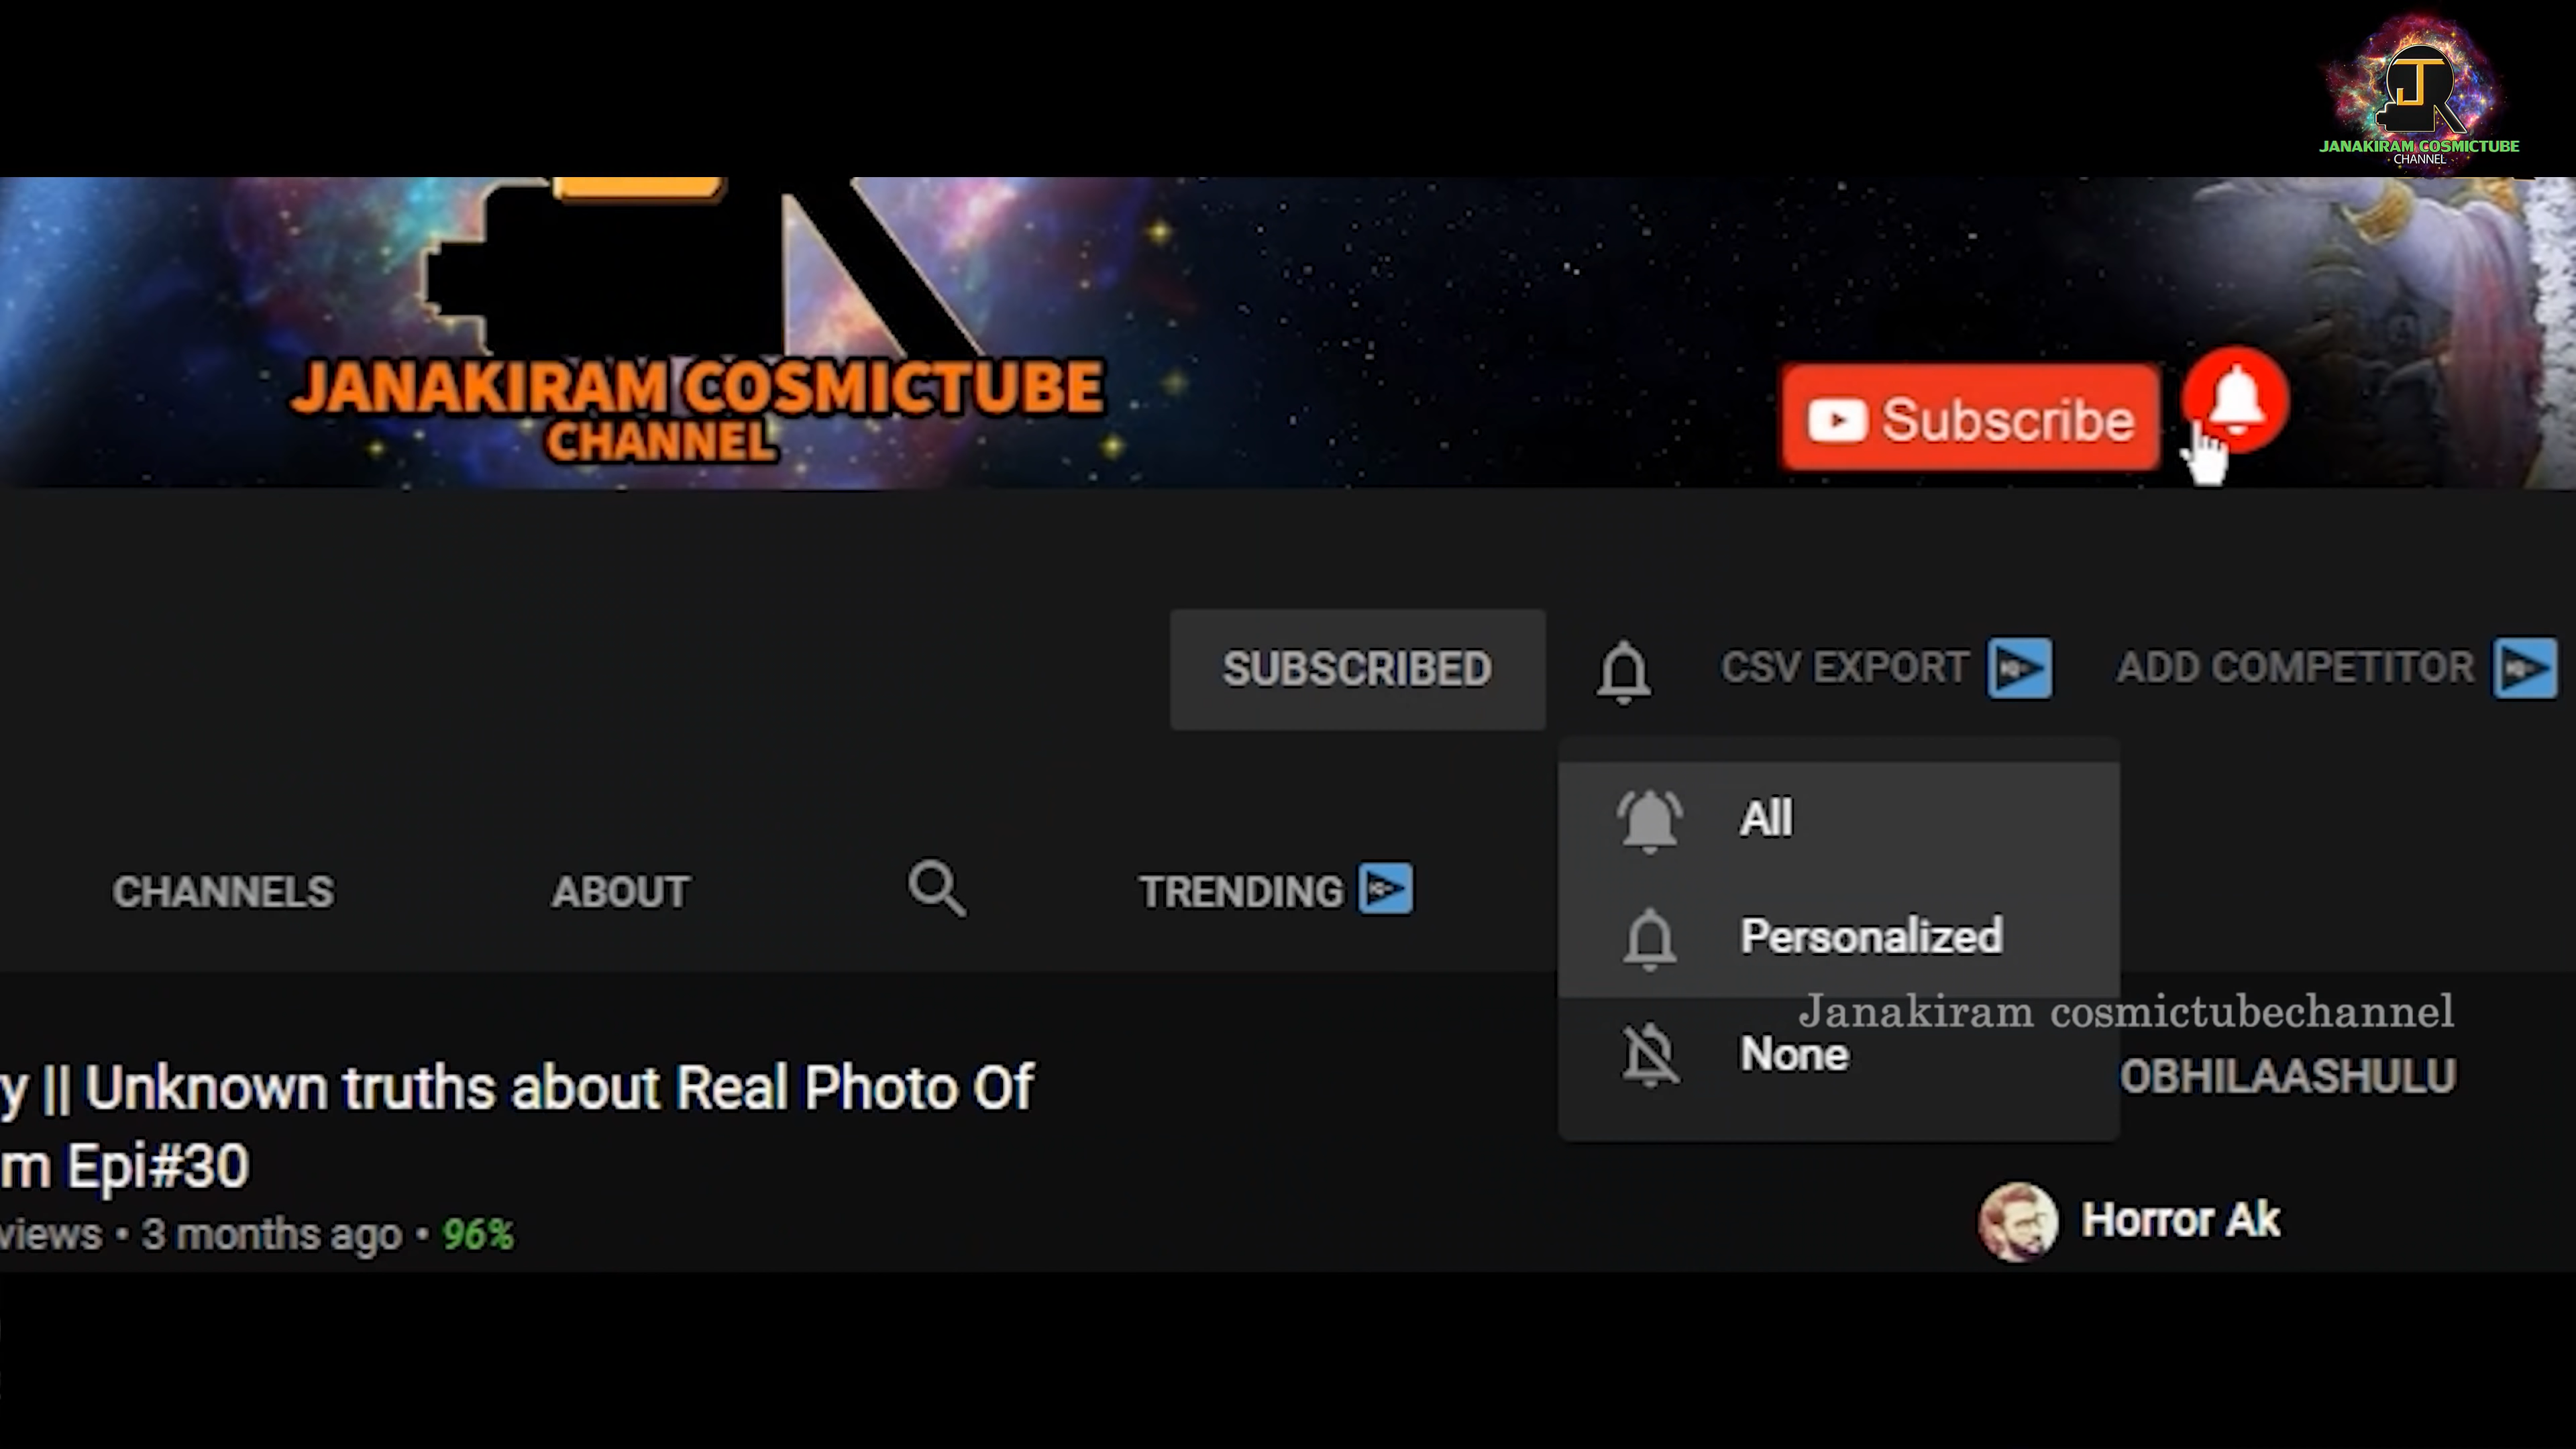 JANAKIRAM COSMICTUBE
CHANNEL
JANAKIRAM COSMICTUBE
CHANNEL
Subscribe
SUBSCRIBED
CSV EXPORT
ADD COMPETITOR
All
CHANNELS
ABOUT
TRENDING
Personalized
Janakiram cosmictubechannel
None
OBHILAASHULU
y || Unknown truths about Real Photo Of
m Epi#30
views • 3 months ago • 96%
Horror Ak